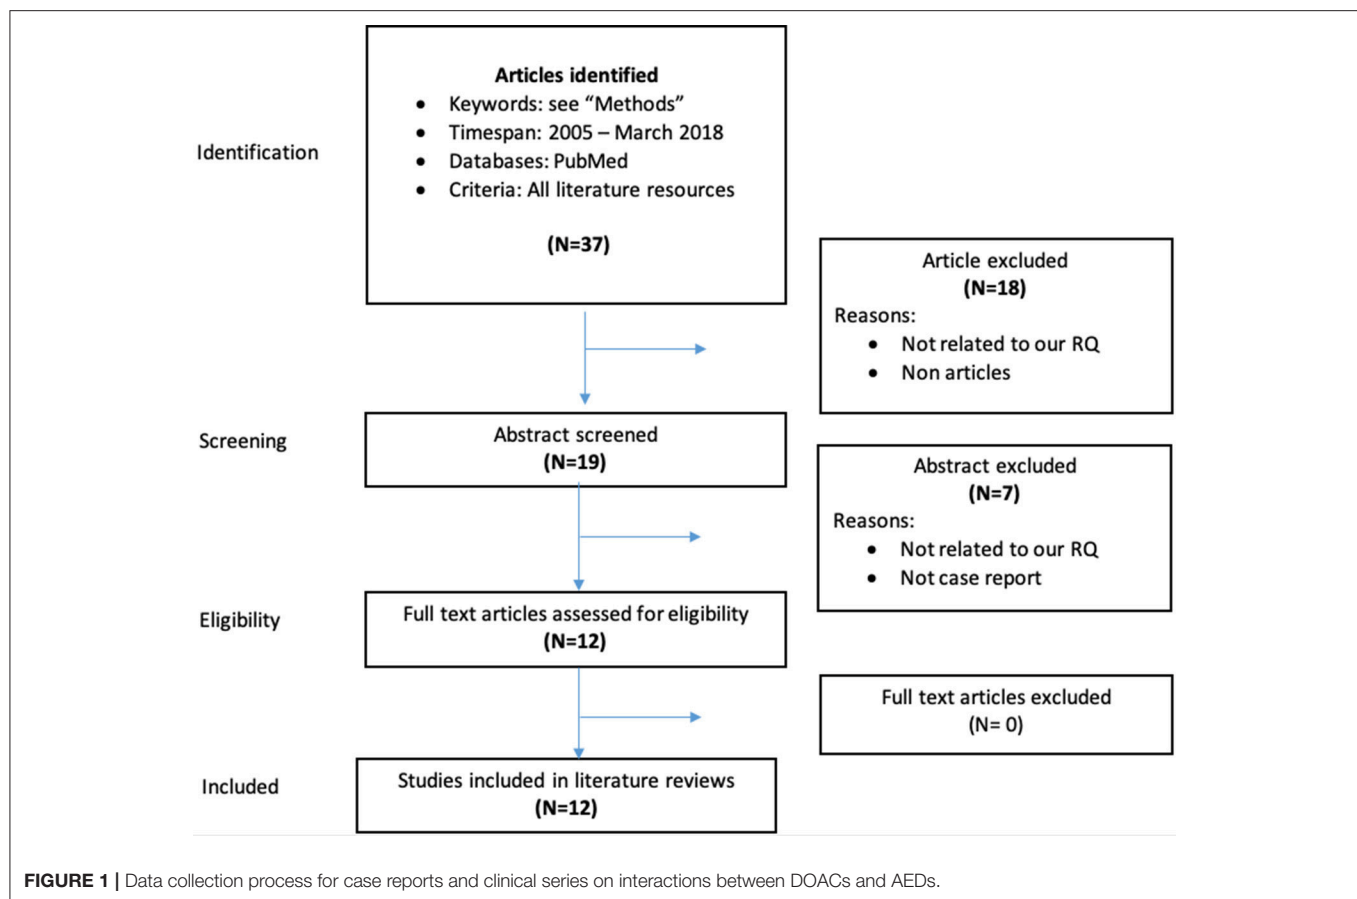 Identification
Articles identified
• Keywords: see “Methods”
• Timespan: 2005 – March 2018
• Databases: PubMed
• Criteria: All literature resources
(N=37)
Article excluded
(N=18)
Reasons:
• Not related to our RQ
• Non articles
Screening
Abstract screened
(N=19)
Abstract excluded
(N=7)
Reasons:
• Not related to our RQ
• Not case report
Eligibility
Full text articles assessed for eligibility
(N=12)
Full text articles excluded
(N= 0)
Included
Studies included in literature reviews
(N=12)
FIGURE 1 | Data collection process for case reports and clinical series on interactions between DOACs and AEDs.